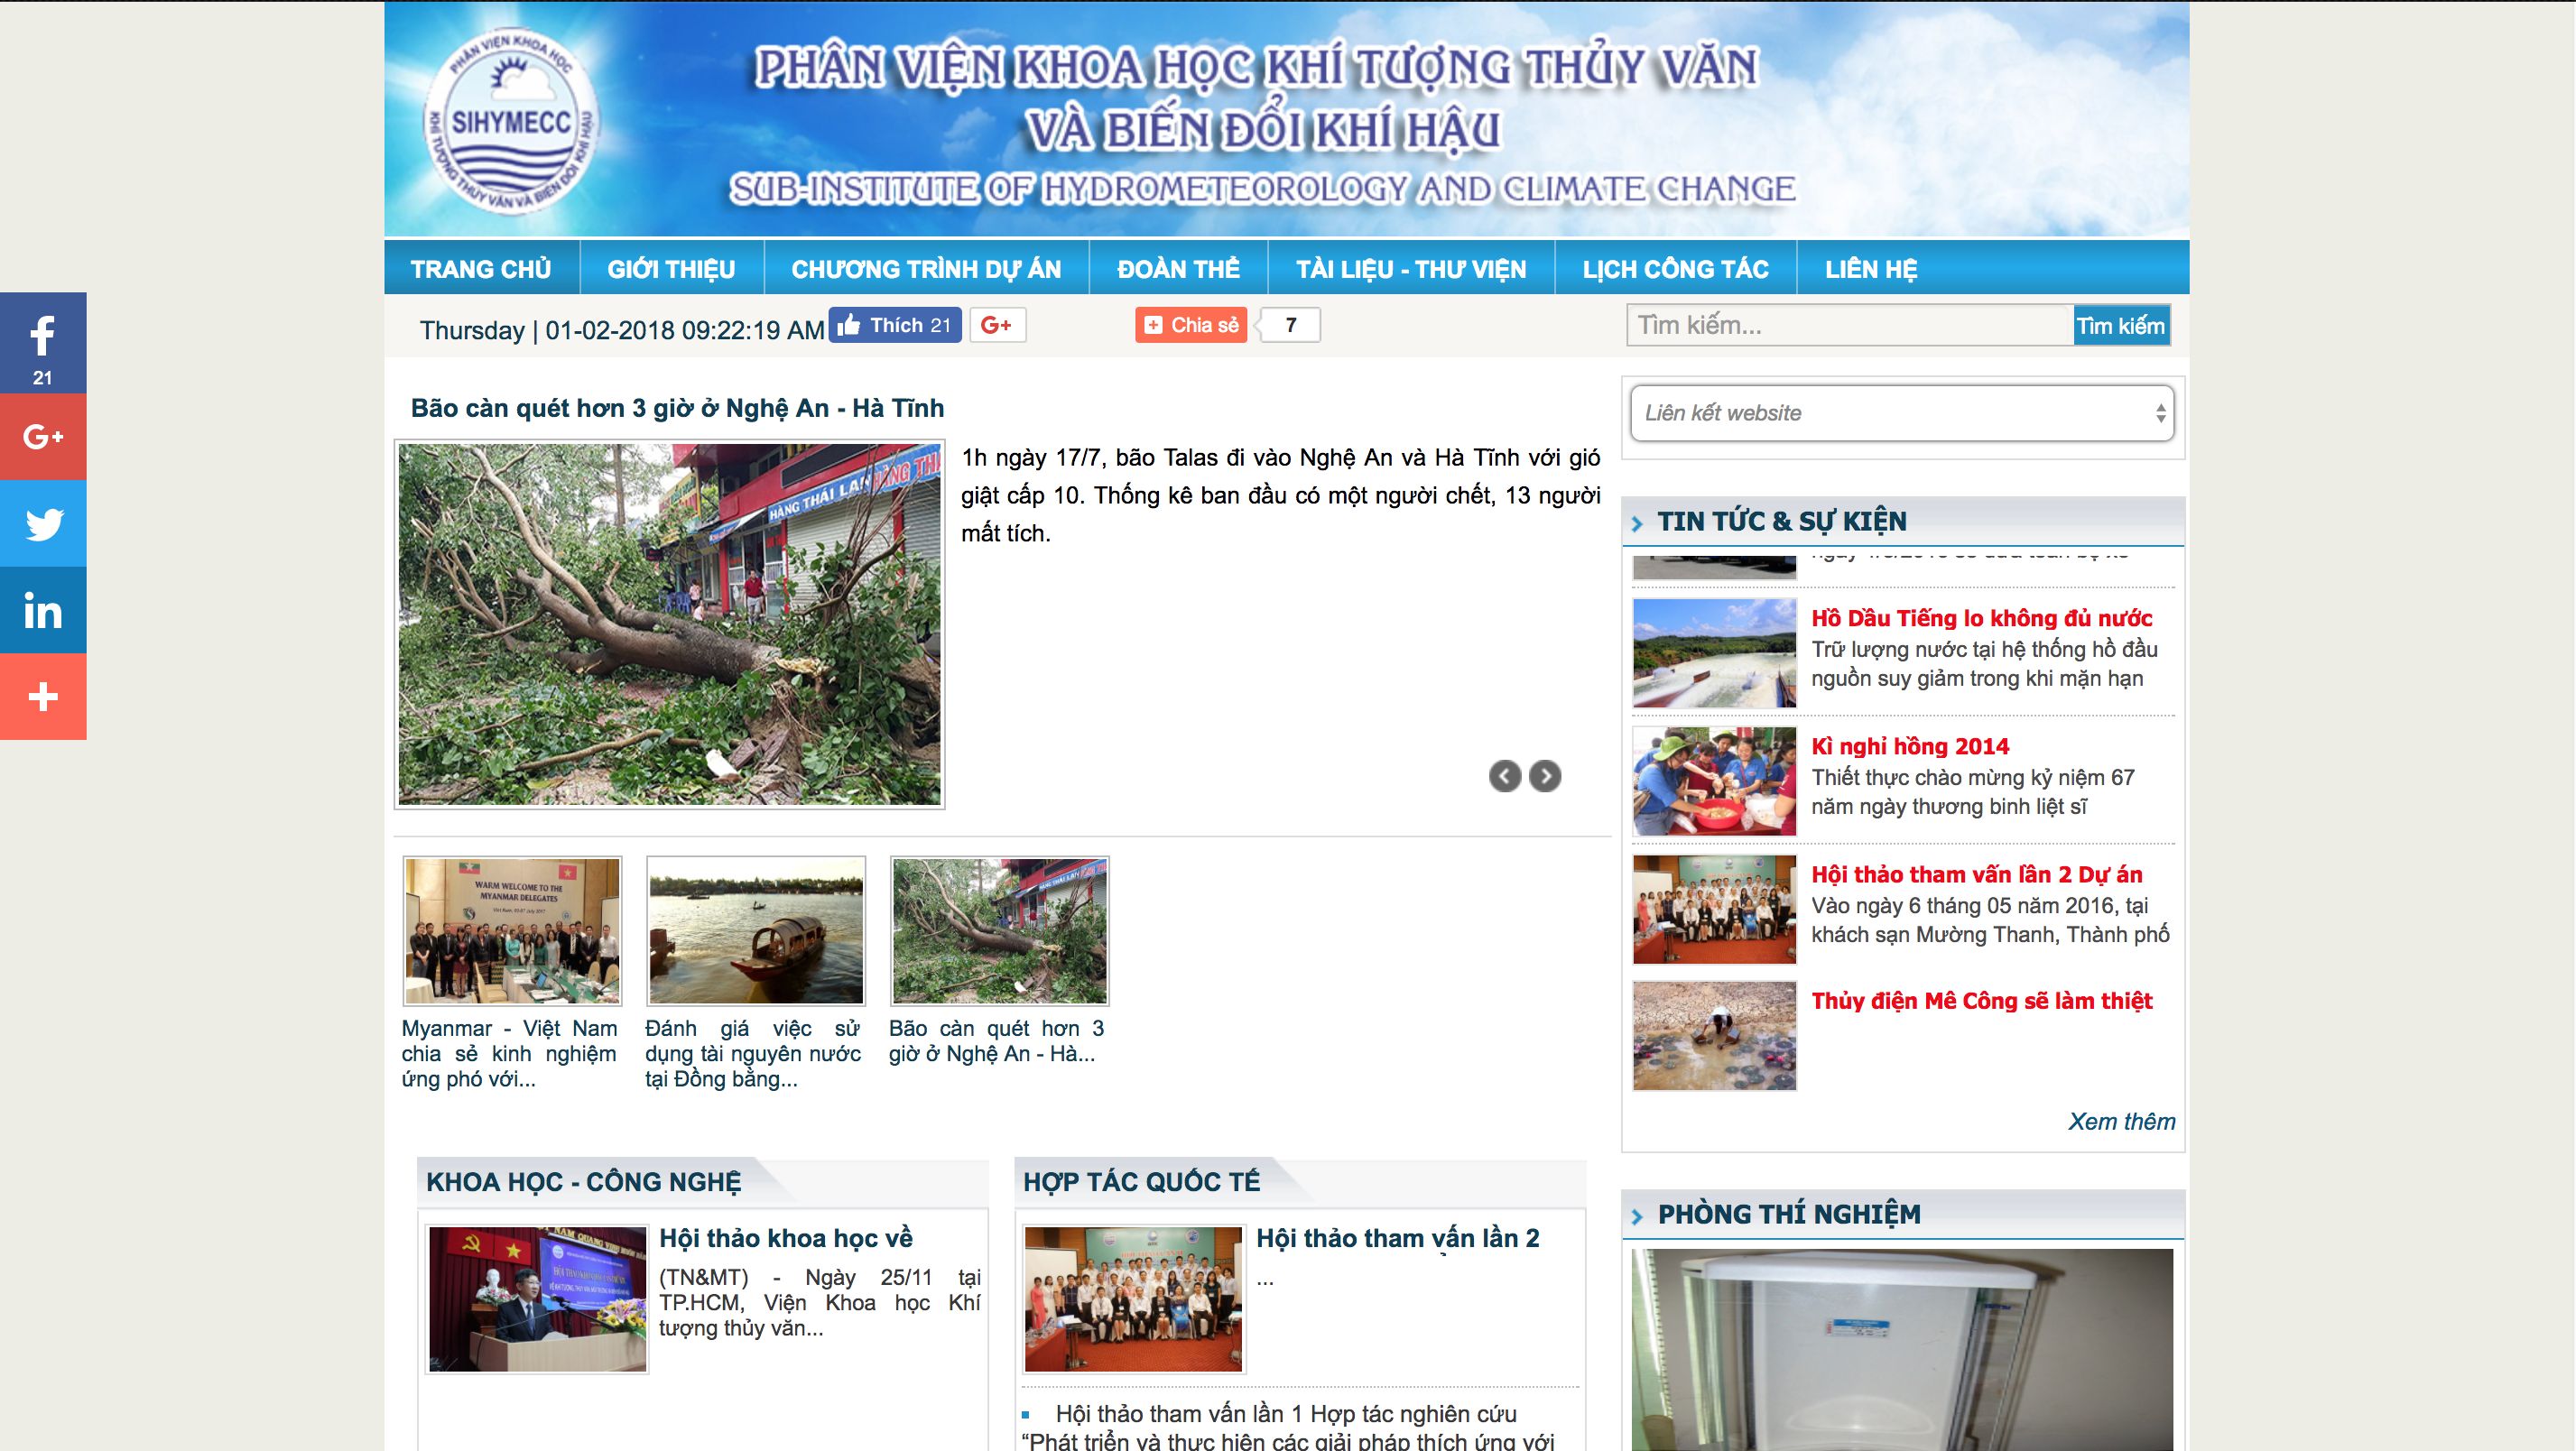 PHÂN VIỆN KHOA HỌC
SIHYMECC
KHÍ TƯỢNG THỦY VĂN VÀ BIẾN ĐỔI KHÍ HẬU
PHÂN VIỆN KHOA HỌC KHÍ TƯỢNG THỦY VĂN
VÀ BIẾN ĐỔI KHÍ HẬU
SUB-INSTITUTE OF HYDROMETEOROLOGY AND CLIMATE CHANGE
TRANG CHỦ GIỚI THIỆU CHƯƠNG TRÌNH DỰ ÁN ĐOÀN THỂ TÀI LIỆU - THƯ VIỆN LỊCH CÔNG TÁC LIÊN HỆ
Thursday | 01-02-2018 09:22:19 AM Thích 21 G+ Chia sẻ 7 Tìm kiếm... Tìm kiếm
21
G+
in
Bão càn quét hơn 3 giờ ở Nghệ An - Hà Tĩnh
HÀNG THÁI LAN
1h ngày 17/7, bão Talas đi vào Nghệ An và Hà Tĩnh với gió
giật cấp 10. Thống kê ban đầu có một người chết, 13 người
mất tích.
WARM WELCOME TO THE
MYANMAR DELEGATES
Myanmar - Việt Nam
chia sẻ kinh nghiệm
ứng phó với...
Đánh giá việc sử
dụng tài nguyên nước
tại Đồng bằng...
Bão càn quét hơn 3
giờ ở Nghệ An - Hà...
KHOA HỌC - CÔNG NGHỆ
Hội thảo khoa học về
(TN&MT) - Ngày 25/11 tại
TP.HCM, Viện Khoa học Khí
tượng thủy văn...
HỢP TÁC QUỐC TẾ
Hội thảo tham vấn lần 2
...
Hội thảo tham vấn lần 1 Hợp tác nghiên cứu
“Phát triển và thực hiện các giải pháp thích ứng với
Liên kết website
TIN TỨC & SỰ KIỆN
Hồ Dầu Tiếng lo không đủ nước
Trữ lượng nước tại hệ thống hồ đầu
nguồn suy giảm trong khi mặn hạn
Kì nghỉ hồng 2014
Thiết thực chào mừng kỷ niệm 67
năm ngày thương binh liệt sĩ
Hội thảo tham vấn lần 2 Dự án
Vào ngày 6 tháng 05 năm 2016, tại
khách sạn Mường Thanh, Thành phố
Thủy điện Mê Công sẽ làm thiệt
Xem thêm
PHÒNG THÍ NGHIỆM